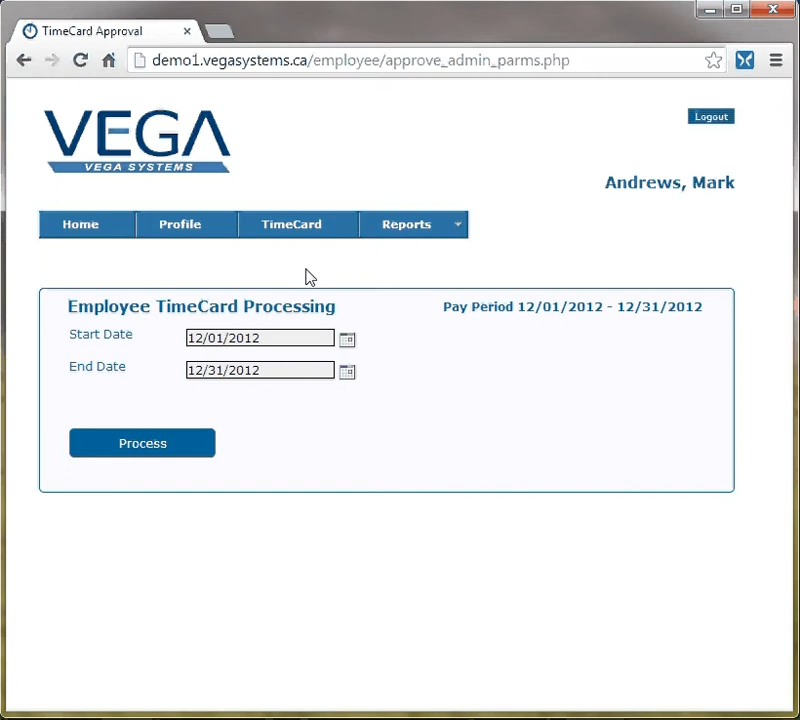 TimeCard Approval
demo1.vegasystems.ca/employee/approve_admin_parms.php
Logout
VEGA
VEGA SYSTEMS
Andrews, Mark
Home Profile TimeCard Reports
Employee TimeCard Processing Pay Period 12/01/2012 - 12/31/2012
Start Date 12/01/2012
End Date 12/31/2012
Process